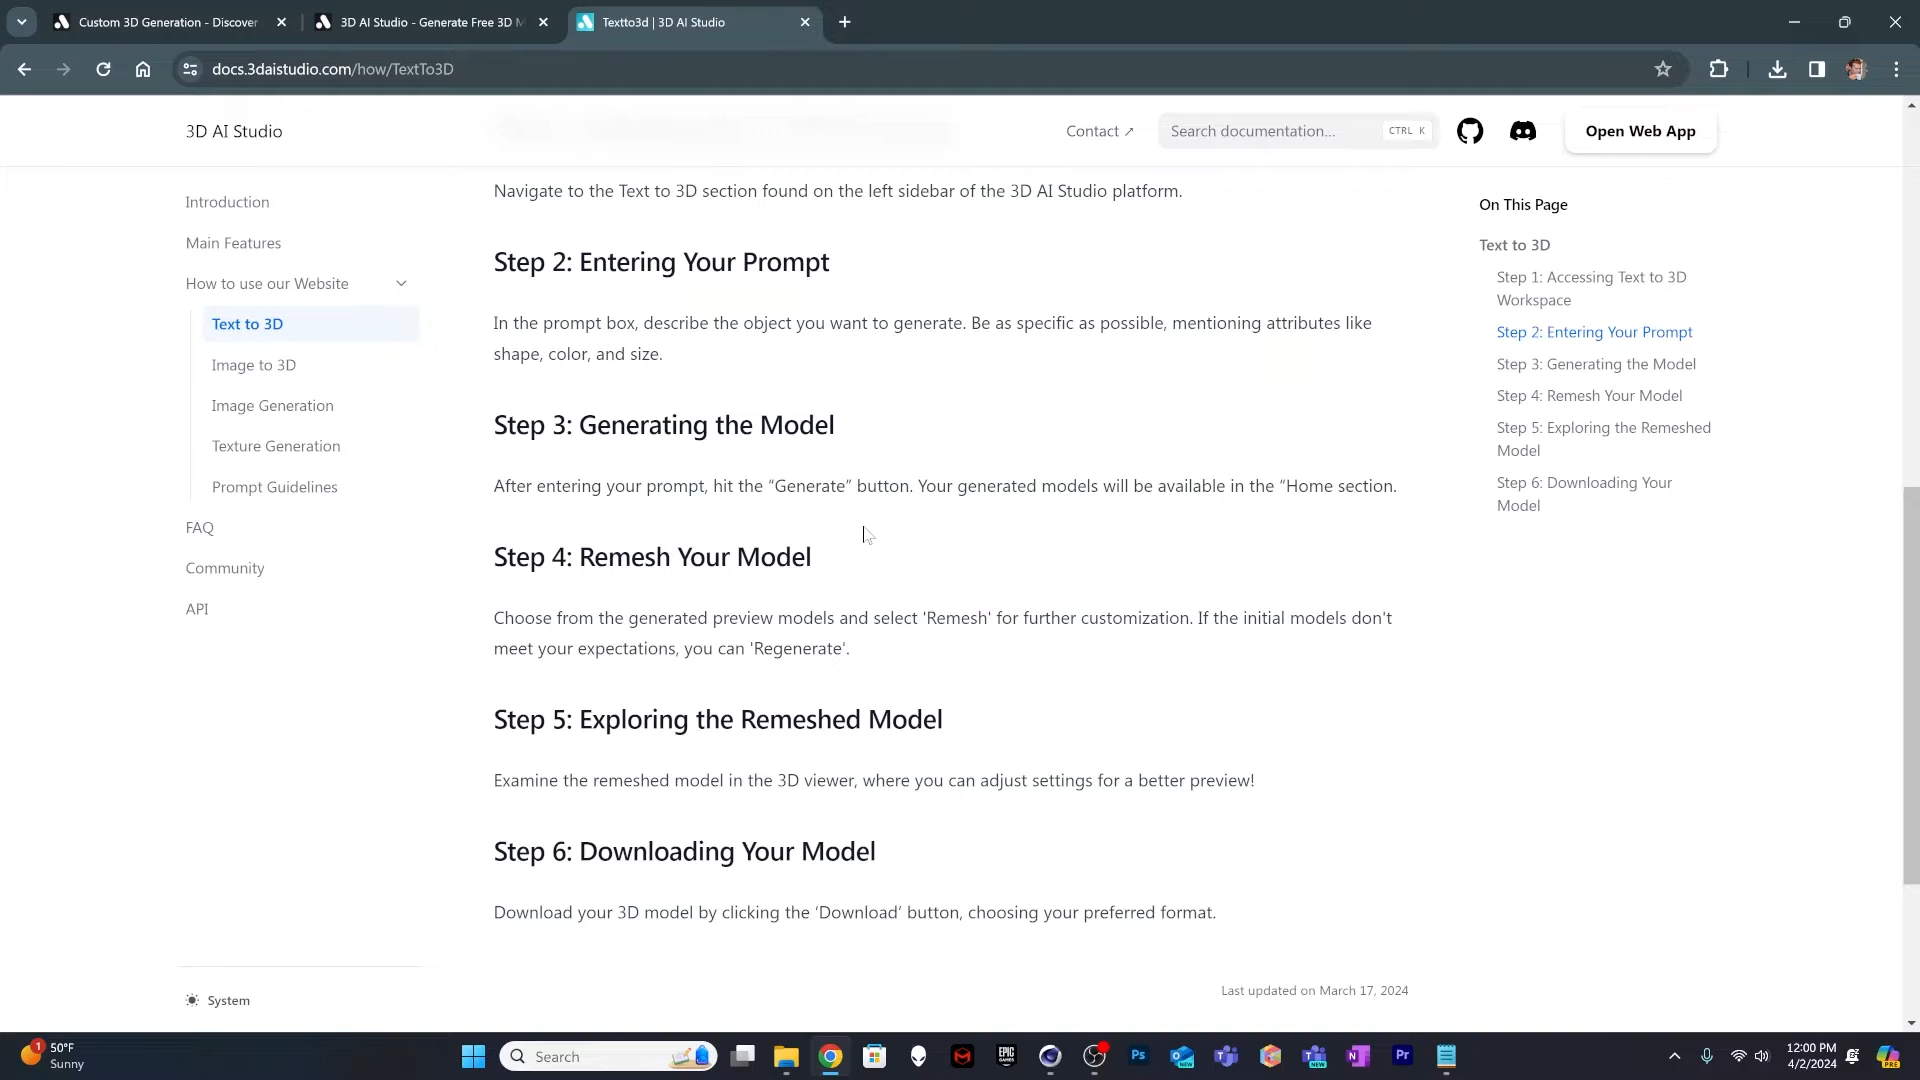 Custom 3D Generation - Discover
3D AI Studio - Generate Free 3D M
Textto3d | 3D AI Studio
docs.3daistudio.com/how/TextTo3D
3D AI Studio
Contact ↗
Search documentation...
CTRL K
Open Web App
Introduction
Main Features
How to use our Website
Text to 3D
Image to 3D
Image Generation
Texture Generation
Prompt Guidelines
FAQ
Community
API
System
Navigate to the Text to 3D section found on the left sidebar of the 3D AI Studio platform.
Step 2: Entering Your Prompt
In the prompt box, describe the object you want to generate. Be as specific as possible, mentioning attributes like
shape, color, and size.
Step 3: Generating the Model
After entering your prompt, hit the “Generate” button. Your generated models will be available in the “Home section.
Step 4: Remesh Your Model
Choose from the generated preview models and select 'Remesh' for further customization. If the initial models don't
meet your expectations, you can 'Regenerate'.
Step 5: Exploring the Remeshed Model
Examine the remeshed model in the 3D viewer, where you can adjust settings for a better preview!
Step 6: Downloading Your Model
Download your 3D model by clicking the ‘Download’ button, choosing your preferred format.
Last updated on March 17, 2024
On This Page
Text to 3D
Step 1: Accessing Text to 3D
Workspace
Step 2: Entering Your Prompt
Step 3: Generating the Model
Step 4: Remesh Your Model
Step 5: Exploring the Remeshed
Model
Step 6: Downloading Your
Model
1
50°F
Sunny
Search
EPIC
GAMES
Ps
NEW
NEW
N
Pr
12:00 PM
4/2/2024
PRE